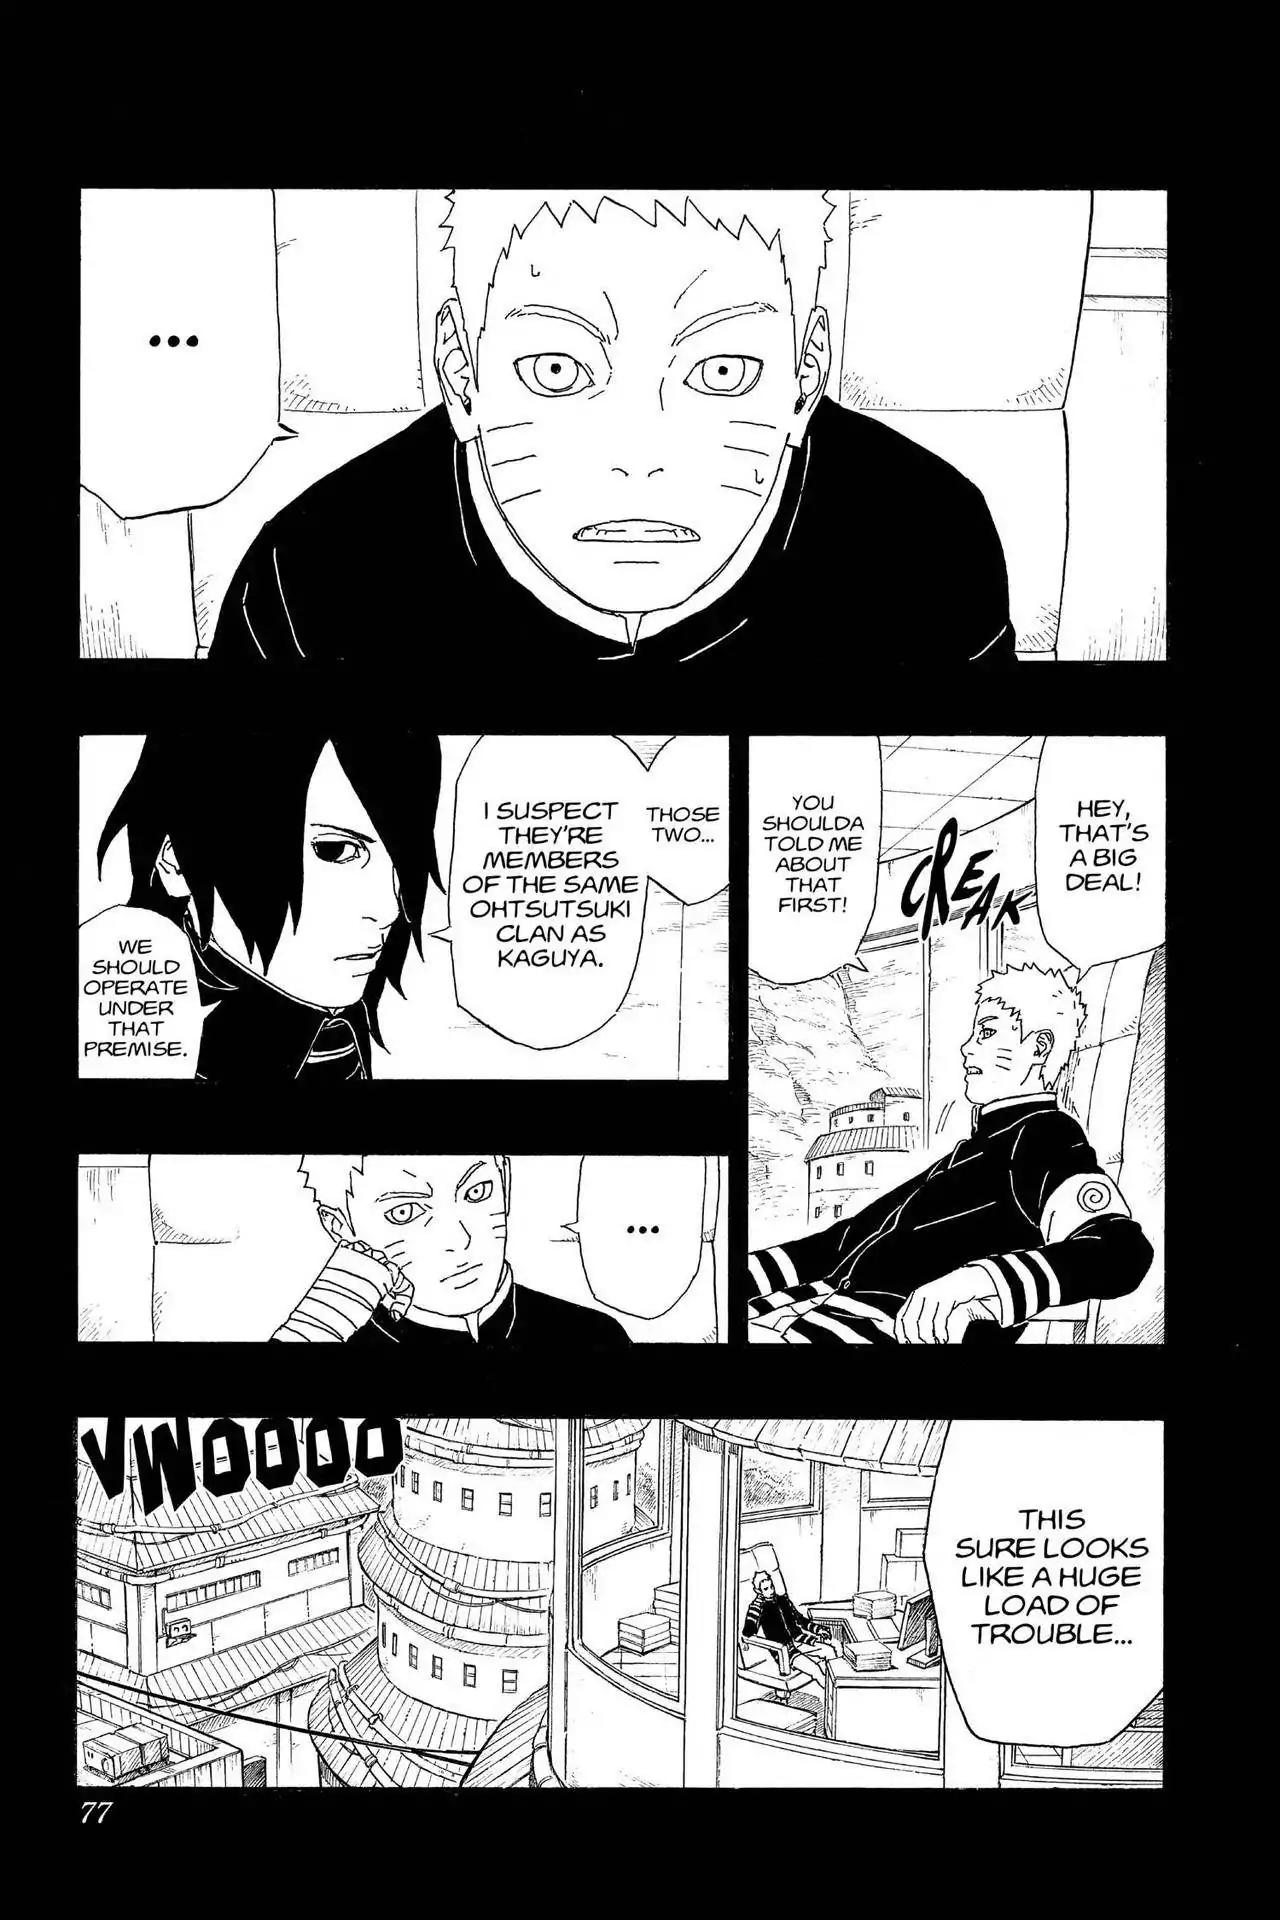 ...
HEY,
THAT'S
A BIG
DEAL!
CREAK
YOU
SHOULDA
TOLD ME
ABOUT
THAT
FIRST!
THOSE
TWO...
I SUSPECT
THEY'RE
MEMBERS
OF THE SAME
OHTSUTSUKI
CLAN AS
KAGUYA.
WE
SHOULD
OPERATE
UNDER
THAT
PREMISE.
...
THIS
SURE LOOKS
LIKE A HUGE
LOAD OF
TROUBLE...
VWOOOO
77